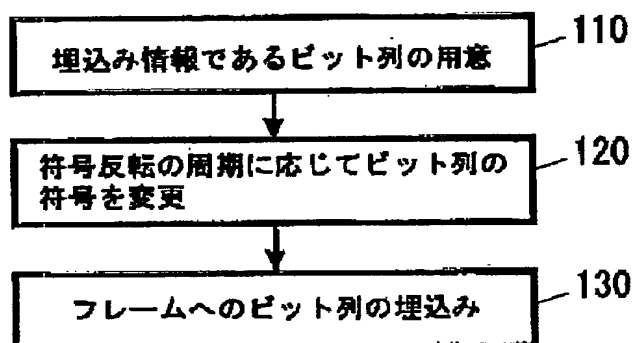 埋込み情報であるビット列の用意
110
符号反転の周期に応じてビット列の
符号を変更
120
フレームへのビット列の埋込み
130